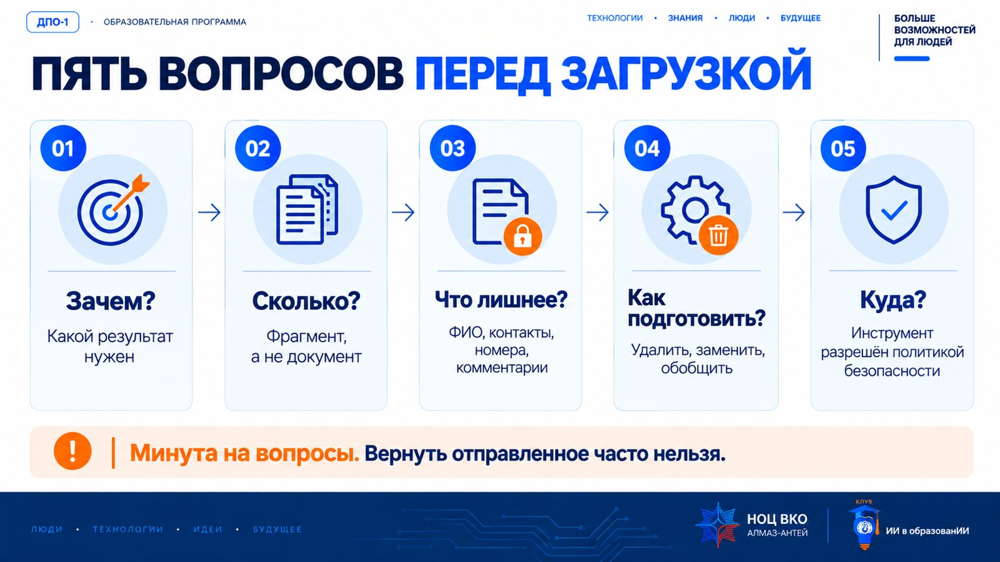 ДПО-1 • ОБРАЗОВАТЕЛЬНАЯ ПРОГРАММА
ТЕХНОЛОГИИ • ЗНАНИЯ • ЛЮДИ • БУДУЩЕЕ
БОЛЬШЕ
ВОЗМОЖНОСТЕЙ
ДЛЯ ЛЮДЕЙ
ПЯТЬ ВОПРОСОВ ПЕРЕД ЗАГРУЗКОЙ
01
Зачем?
Какой результат
нужен
02
Сколько?
Фрагмент,
а не документ
03
Что лишнее?
ФИО, контакты,
номера,
комментарии
04
Как
подготовить?
Удалить, заменить,
обобщить
05
Куда?
Инструмент
разрешён политикой
безопасности
! Минута на вопросы. Вернуть отправленное часто нельзя.
ЛЮДИ • ТЕХНОЛОГИИ • ИДЕИ • БУДУЩЕЕ
НОЦ ВКО
АЛМАЗ-АНТЕЙ
КЛУБ
ИИ в образованИИ